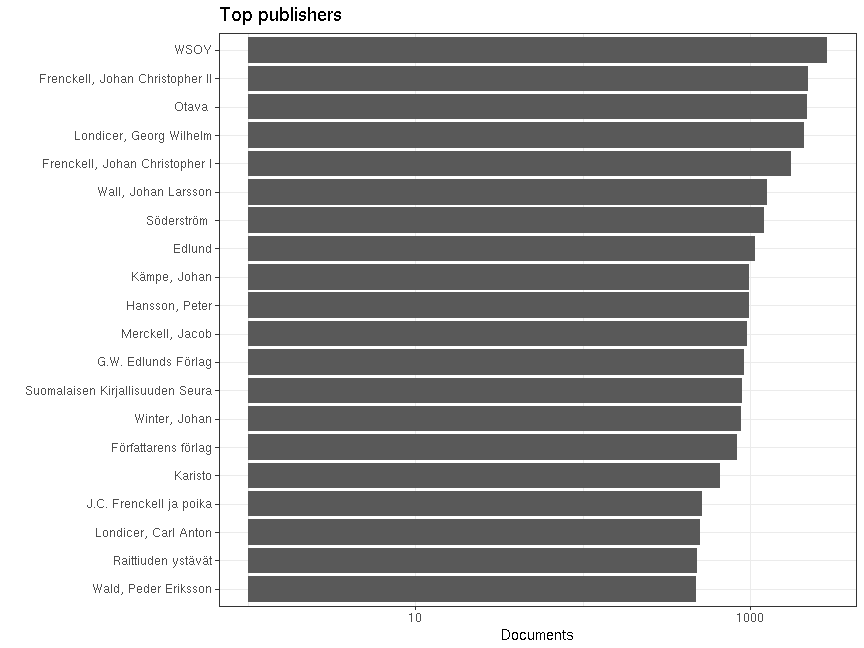 Top publishers
WSOY
Frenckell, Johan Christopher II
Otava
Londicer, Georg Wilhelm
Frenckell, Johan Christopher I
Wall, Johan Larsson
Söderström
Edlund
Kämpe, Johan
Hansson, Peter
Merckell, Jacob
G.W. Edlunds Förlag
Suomalaisen Kirjallisuuden Seura
Winter, Johan
Författarens förlag
Karisto
J.C. Frenckell ja poika
Londicer, Carl Anton
Raittiuden ystävät
Wald, Peder Eriksson
10 1000
Documents